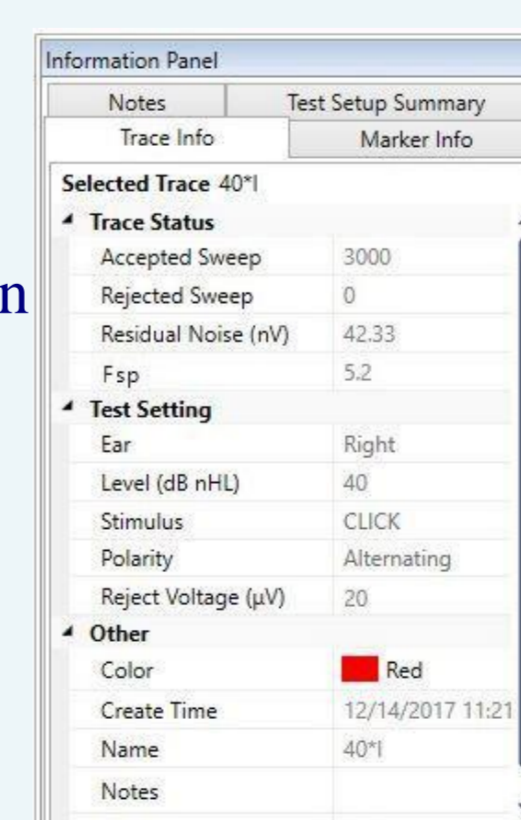 Information Panel
Notes Test Setup Summary
Trace Info Marker Info
Selected Trace 40*I
Trace Status
Accepted Sweep 3000
Rejected Sweep 0
n
Residual Noise (nV) 42.33
Fsp 5.2
Test Setting
Ear Right
Level (dB nHL) 40
Stimulus CLICK
Polarity Alternating
Reject Voltage (µV) 20
Other
Color Red
Create Time 12/14/2017 11:21
Name 40*I
Notes